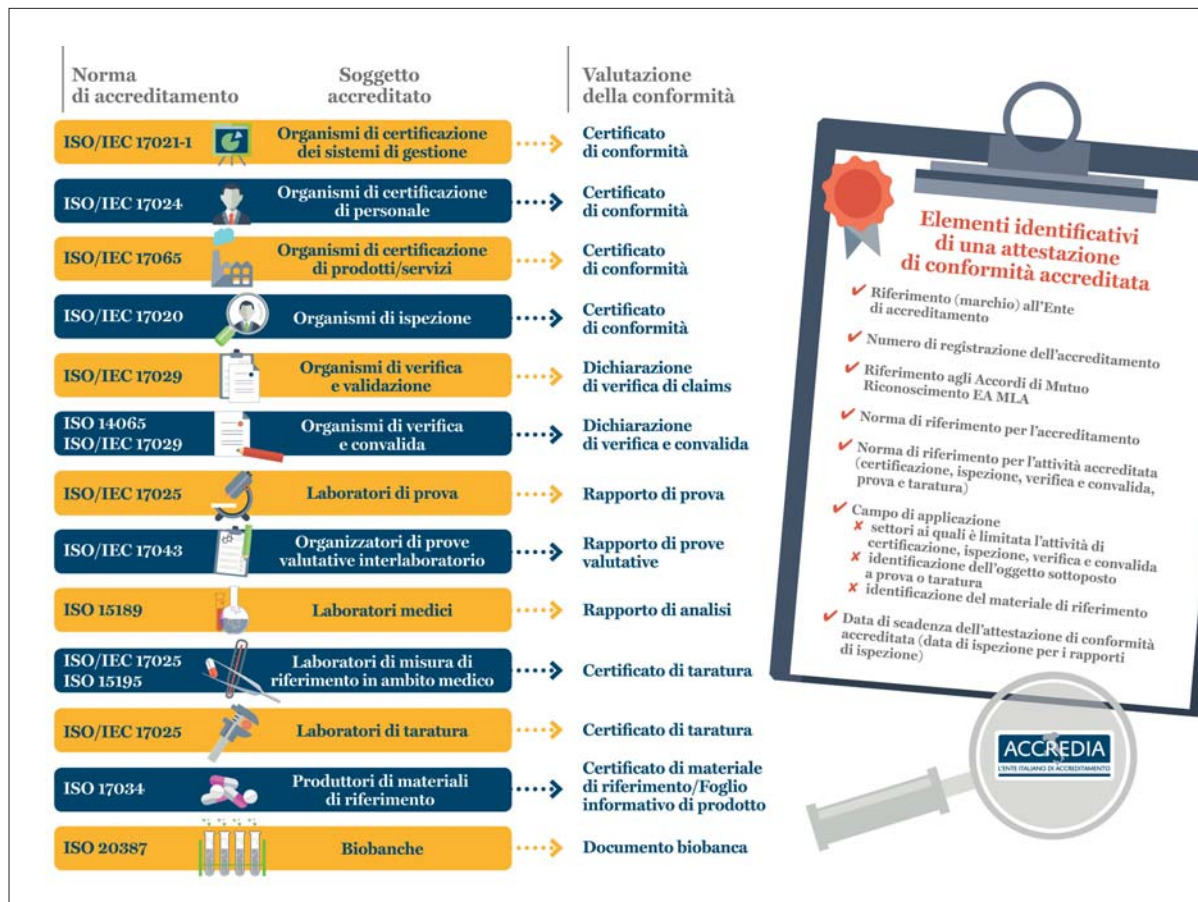 Norma
di accreditamento
Soggetto
accreditato
Valutazione
della conformità
ISO/IEC 17021-1
Organismi di certificazione
dei sistemi di gestione
Certificato
di conformità
ISO/IEC 17024
Organismi di certificazione
di personale
Certificato
di conformità
ISO/IEC 17065
Organismi di certificazione
di prodotti/servizi
Certificato
di conformità
ISO/IEC 17020
Organismi di ispezione
Certificato
di conformità
ISO/IEC 17029
Organismi di verifica
e validazione
Dichiarazione
di verifica di claims
ISO 14065
ISO/IEC 17029
Organismi di verifica
e convalida
Dichiarazione
di verifica e convalida
ISO/IEC 17025
Laboratori di prova
Rapporto di prova
ISO/IEC 17043
Organizzatori di prove
valutative interlaboratorio
Rapporto di prove
valutative
ISO 15189
Laboratori medici
Rapporto di analisi
ISO/IEC 17025
ISO 15195
Laboratori di misura di
riferimento in ambito medico
Certificato di taratura
ISO/IEC 17025
Laboratori di taratura
Certificato di taratura
ISO 17034
Produttori di materiali
di riferimento
Certificato di materiale
di riferimento/Foglio
informativo di prodotto
ISO 20387
Biobanche
Documento biobanca
Elementi identificativi
di una attestazione
di conformità accreditata
Riferimento (marchio) all'Ente
di accreditamento
Numero di registrazione dell'accreditamento
Riferimento agli Accordi di Mutuo
Riconoscimento EA MLA
Norma di riferimento per l'accreditamento
Norma di riferimento per l'attività accreditata
(certificazione, ispezione, verifica e convalida,
prova e taratura)
Campo di applicazione
settori ai quali è limitata l'attività di
certificazione, ispezione, verifica e convalida
identificazione dell'oggetto sottoposto
a prova o taratura
identificazione del materiale di riferimento
Data di scadenza dell'attestazione di conformità
accreditata (data di ispezione per i rapporti
di ispezione)
ACCREDIA
L'ENTE ITALIANO DI ACCREDITAMENTO